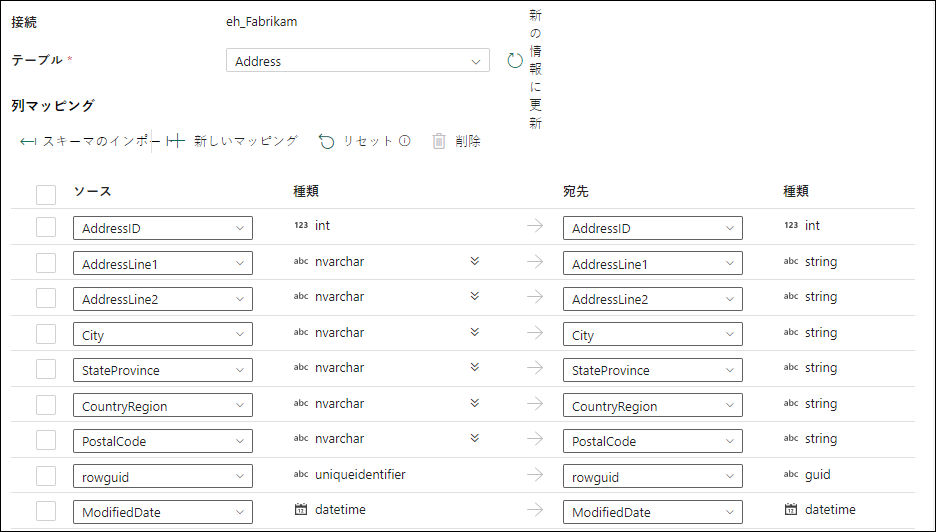 接続 eh_Fabrikam
テーブル * Address 最新の情報に更新
列マッピング
スキーマのインポート 新しいマッピング リセット 削除
ソース 種類 宛先 種類
AddressID 123 int AddressID 123 int
AddressLine1 abc nvarchar AddressLine1 abc string
AddressLine2 abc nvarchar AddressLine2 abc string
City abc nvarchar City abc string
StateProvince abc nvarchar StateProvince abc string
CountryRegion abc nvarchar CountryRegion abc string
PostalCode abc nvarchar PostalCode abc string
rowguid abc uniqueidentifier rowguid abc guid
ModifiedDate 12 datetime ModifiedDate 12 datetime